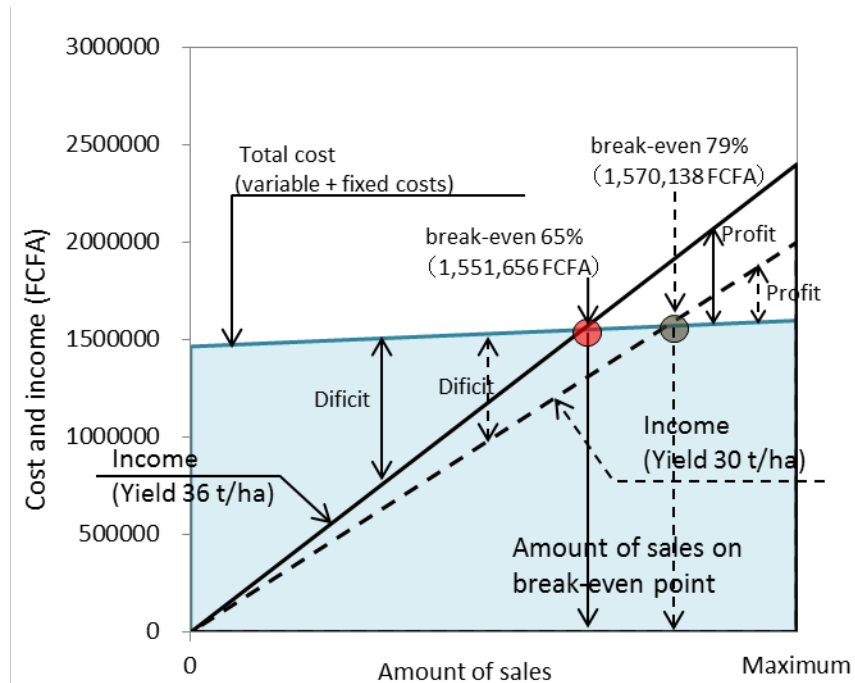 3000000
2500000
2000000
1500000
1000000
500000
0
Cost and income (FCFA)
Total cost
(variable + fixed costs)
break-even 79%
(1,570,138 FCFA)
break-even 65%
(1,551,656 FCFA)
Profit
Profit
Dificit
Dificit
Income
(Yield 36 t/ha)
Income
(Yield 30 t/ha)
Amount of sales on
break-even point
0
Amount of sales
Maximum